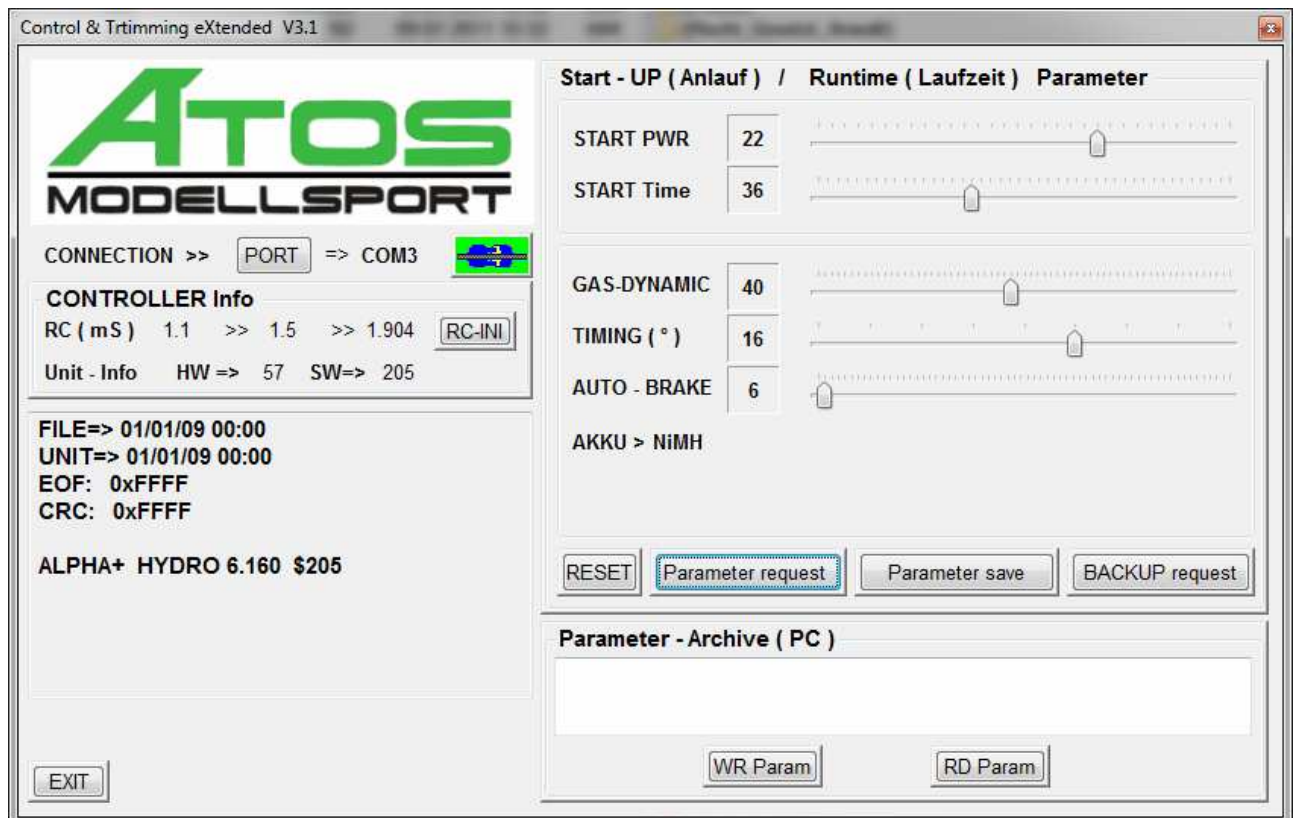 Control & Trtimming eXtended V3.1
ATOS
MODELLSPORT
CONNECTION >> PORT => COM3
CONTROLLER Info
RC ( mS ) 1.1 >> 1.5 >> 1.904 RC-INI
Unit - Info HW => 57 SW=> 205
FILE=> 01/01/09 00:00
UNIT=> 01/01/09 00:00
EOF: 0xFFFF
CRC: 0xFFFF
ALPHA+ HYDRO 6.160 $205
EXIT
Start - UP ( Anlauf ) / Runtime ( Laufzeit ) Parameter
START PWR 22
START Time 36
GAS-DYNAMIC 40
TIMING ( ° ) 16
AUTO - BRAKE 6
AKKU > NiMH
RESET Parameter request Parameter save BACKUP request
Parameter - Archive ( PC )
WR Param RD Param